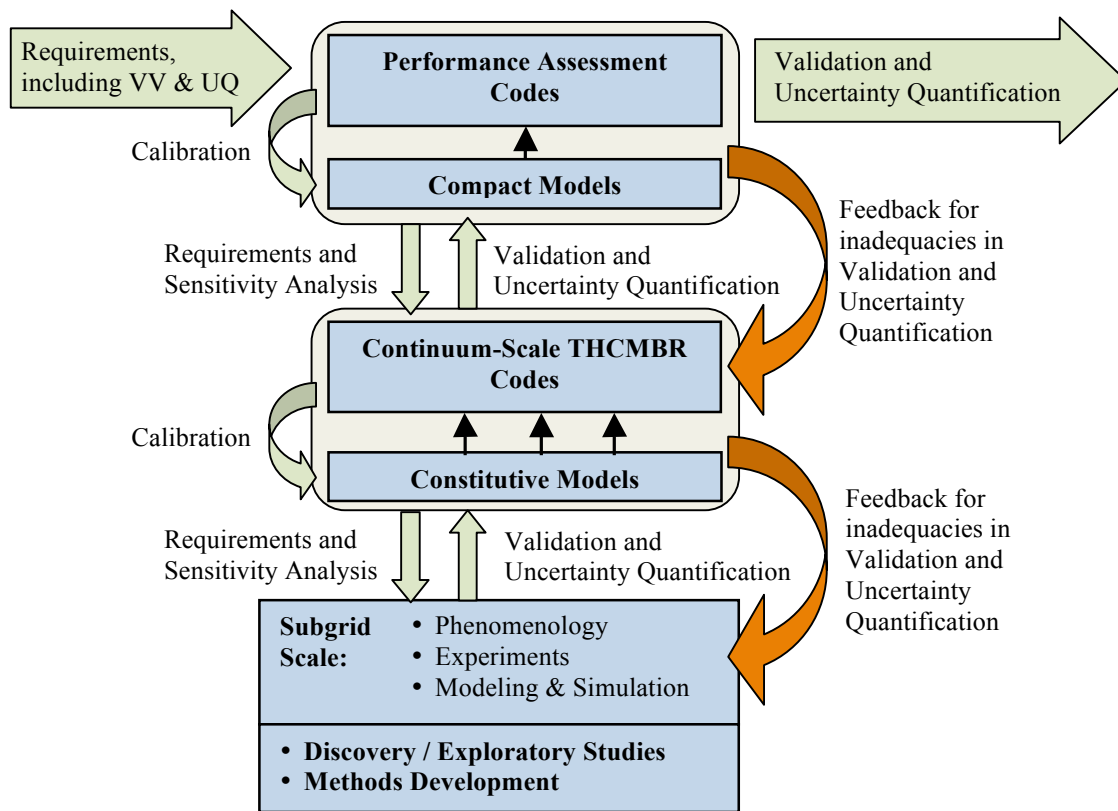 Requirements,
including VV & UQ
Performance Assessment
Codes
Validation and
Uncertainty Quantification
Calibration
Compact Models
Feedback for
inadequacies in
Validation and
Uncertainty
Quantification
Requirements and
Sensitivity Analysis
Validation and
Uncertainty Quantification
Continuum-Scale THCMBR
Codes
Calibration
Constitutive Models
Feedback for
inadequacies in
Validation and
Uncertainty
Quantification
Requirements and
Sensitivity Analysis
Validation and
Uncertainty Quantification
Subgrid
Scale:
• Phenomenology
• Experiments
• Modeling & Simulation
• Discovery / Exploratory Studies
• Methods Development